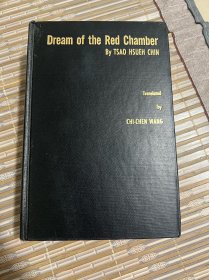 Dream of the Red Chamber
By TSAO HSUEH CHIN
Translated
by
CHI-CHEN WANG